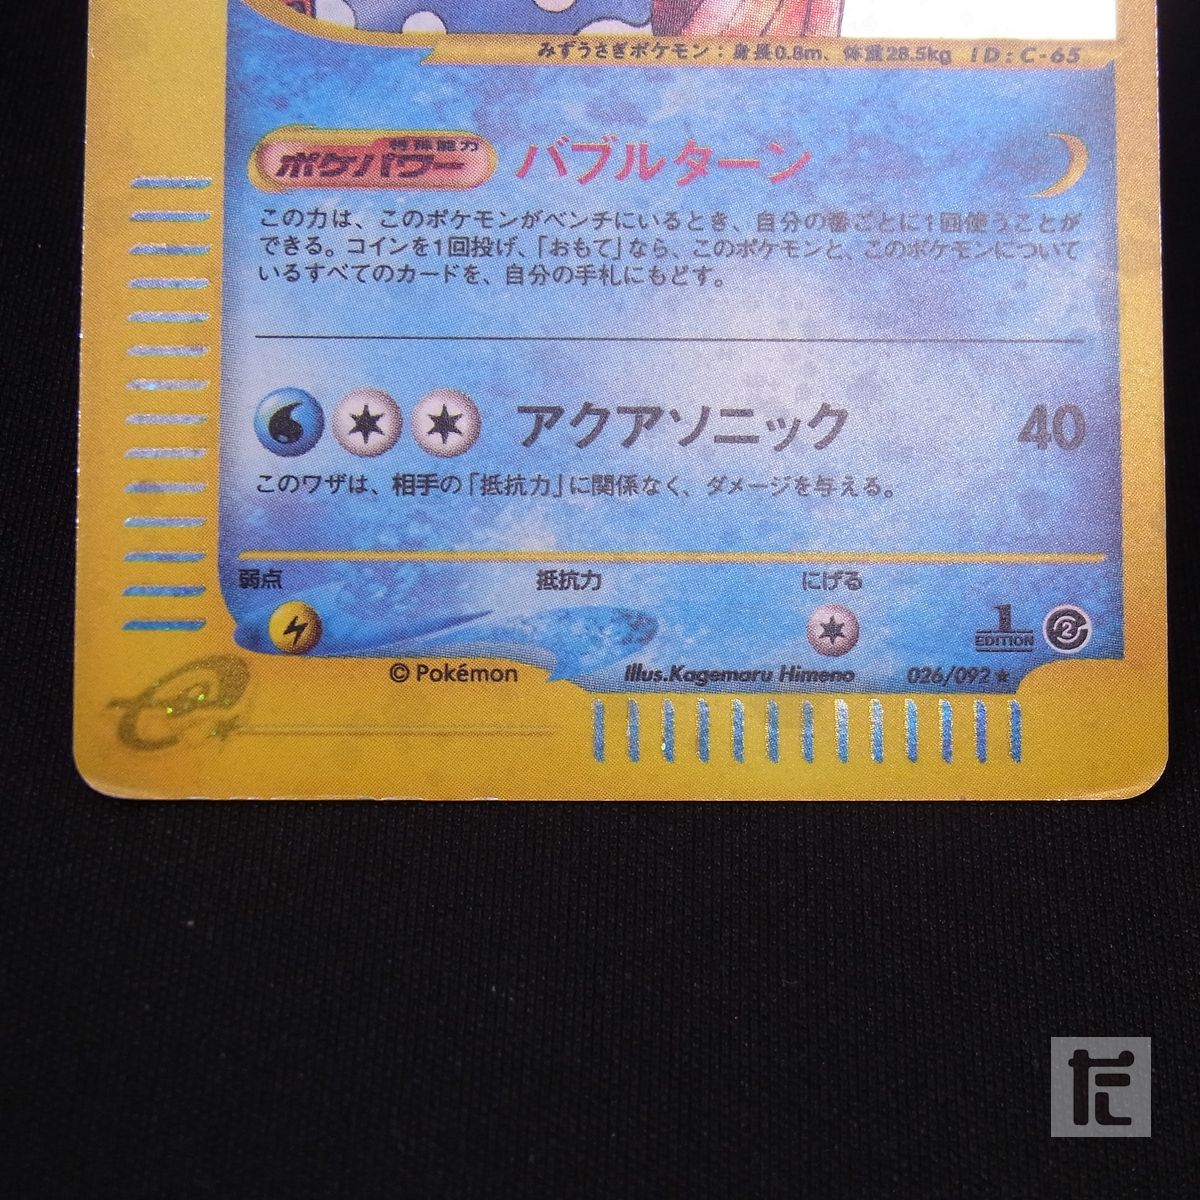 みずうさぎポケモン：身長0.8m、体重28.5kg ID:C-65
特殊能力
ポケパワー バブルターン
この力は、このポケモンがベンチにいるとき、自分の番ごとに1回使うことが
できる。コインを1回投げ、「おもて」なら、このポケモンと、このポケモンについて
いるすべてのカードを、自分の手札にもどす。
アクアソニック 40
このワザは、相手の「抵抗力」に関係なく、ダメージを与える。
弱点 抵抗力 にげる
1 EDITION 2
©Pokémon Illus.Kagemaru Himeno 026/092★
e